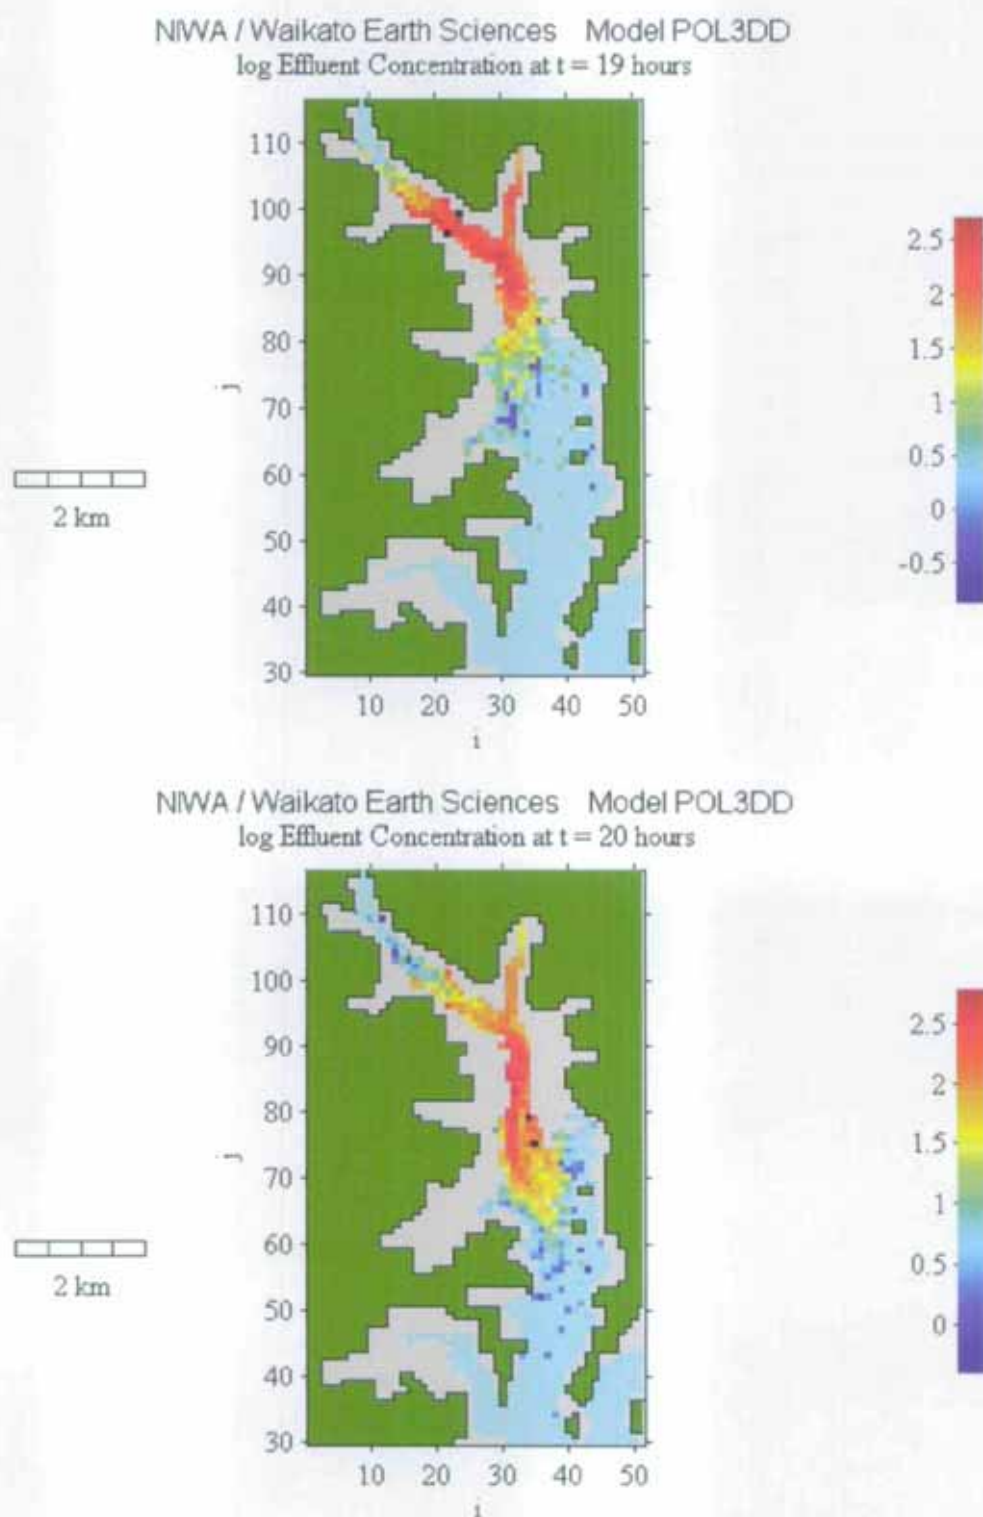 NIWA / Waikato Earth Sciences Model POL3DD
log Effluent Concentration at t = 19 hours
110
100
90
80
70
60
50
40
30
j
10 20 30 40 50
i
2 km
2.5
2
1.5
1
0.5
0
-0.5
NIWA / Waikato Earth Sciences Model POL3DD
log Effluent Concentration at t = 20 hours
110
100
90
80
70
60
50
40
30
j
10 20 30 40 50
i
2 km
2.5
2
1.5
1
0.5
0